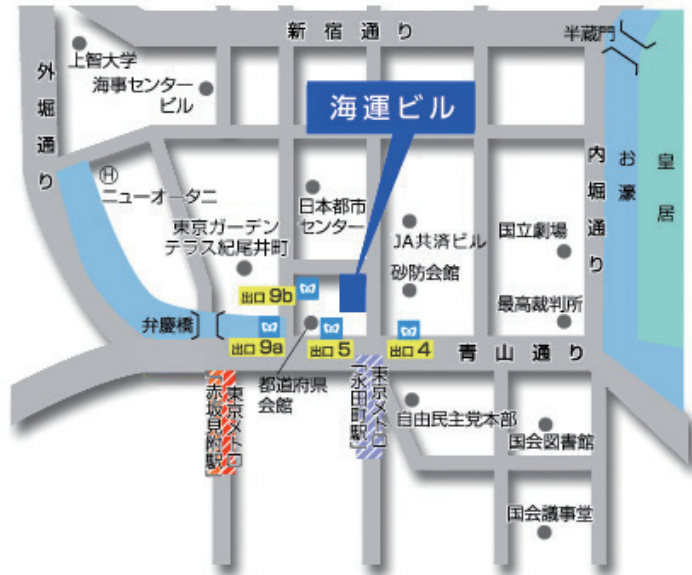 新宿通り
半蔵門
上智大学
海事センター
ビル
外堀通り
海運ビル
内堀通り
お濠
皇居
Ⓗ
ニューオータニ
日本都市
センター
東京ガーデン
テラス紀尾井町
JA共済ビル
国立劇場
砂防会館
出口 9b
最高裁判所
弁慶橋
出口 9a
出口 5
出口 4
青山通り
都道府県
会館
東京メトロ
「赤坂見附駅」
東京メトロ
「永田町駅」
自由民主党本部
国会図書館
国会議事堂